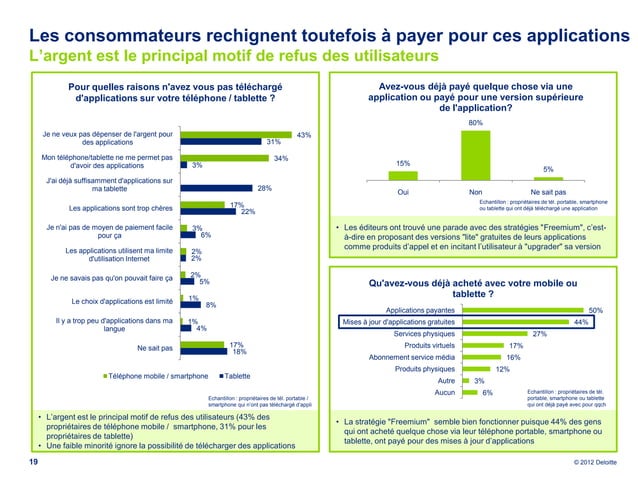 Les consommateurs rechignent toutefois à payer pour ces applications
L'argent est le principal motif de refus des utilisateurs
Pour quelles raisons n'avez vous pas téléchargé
d'applications sur votre téléphone / tablette ?
Je ne veux pas dépenser de l'argent pour
des applications
43%
31%
Mon téléphone/tablette ne me permet pas
d'avoir des applications
34%
3%
J'ai déjà suffisamment d'applications sur
ma tablette
28%
Les applications sont trop chères
17%
22%
Je n'ai pas de moyen de paiement facile
pour ça
3%
6%
Les applications utilisent ma limite
d'utilisation Internet
2%
2%
Je ne savais pas qu'on pouvait faire ça
2%
5%
Le choix d'applications est limité
1%
8%
Il y a trop peu d'applications dans ma
langue
1%
4%
Ne sait pas
17%
18%
Téléphone mobile / smartphone
Tablette
Echantillon : propriétaires de tél. portable /
smartphone qui n'ont pas téléchargé d'appli
• L'argent est le principal motif de refus des utilisateurs (43% des
propriétaires de téléphone mobile / smartphone, 31% pour les
propriétaires de tablette)
• Une faible minorité ignore la possibilité de télécharger des applications
Avez-vous déjà payé quelque chose via une
application ou payé pour une version supérieure
de l'application?
80%
15%
5%
Oui
Non
Ne sait pas
Echantillon : propriétaires de tél. portable, smartphone
ou tablette qui ont déjà téléchargé une application
• Les éditeurs ont trouvé une parade avec des stratégies "Freemium", c'est-
à-dire en proposant des versions "lite" gratuites de leurs applications
comme produits d'appel et en incitant l'utilisateur à "upgrader" sa version
Qu'avez-vous déjà acheté avec votre mobile ou
tablette ?
Applications payantes
50%
Mises à jour d'applications gratuites
44%
Services physiques
27%
Produits virtuels
17%
Abonnement service média
16%
Produits physiques
12%
Autre
3%
Aucun
6%
Echantillon : propriétaires de tél.
portable, smartphone ou tablette
qui ont déjà payé avec pour qqch
• La stratégie "Freemium" semble bien fonctionner puisque 44% des gens
qui ont acheté quelque chose via leur téléphone portable, smartphone ou
tablette, ont payé pour des mises à jour d'applications
19
© 2012 Deloitte